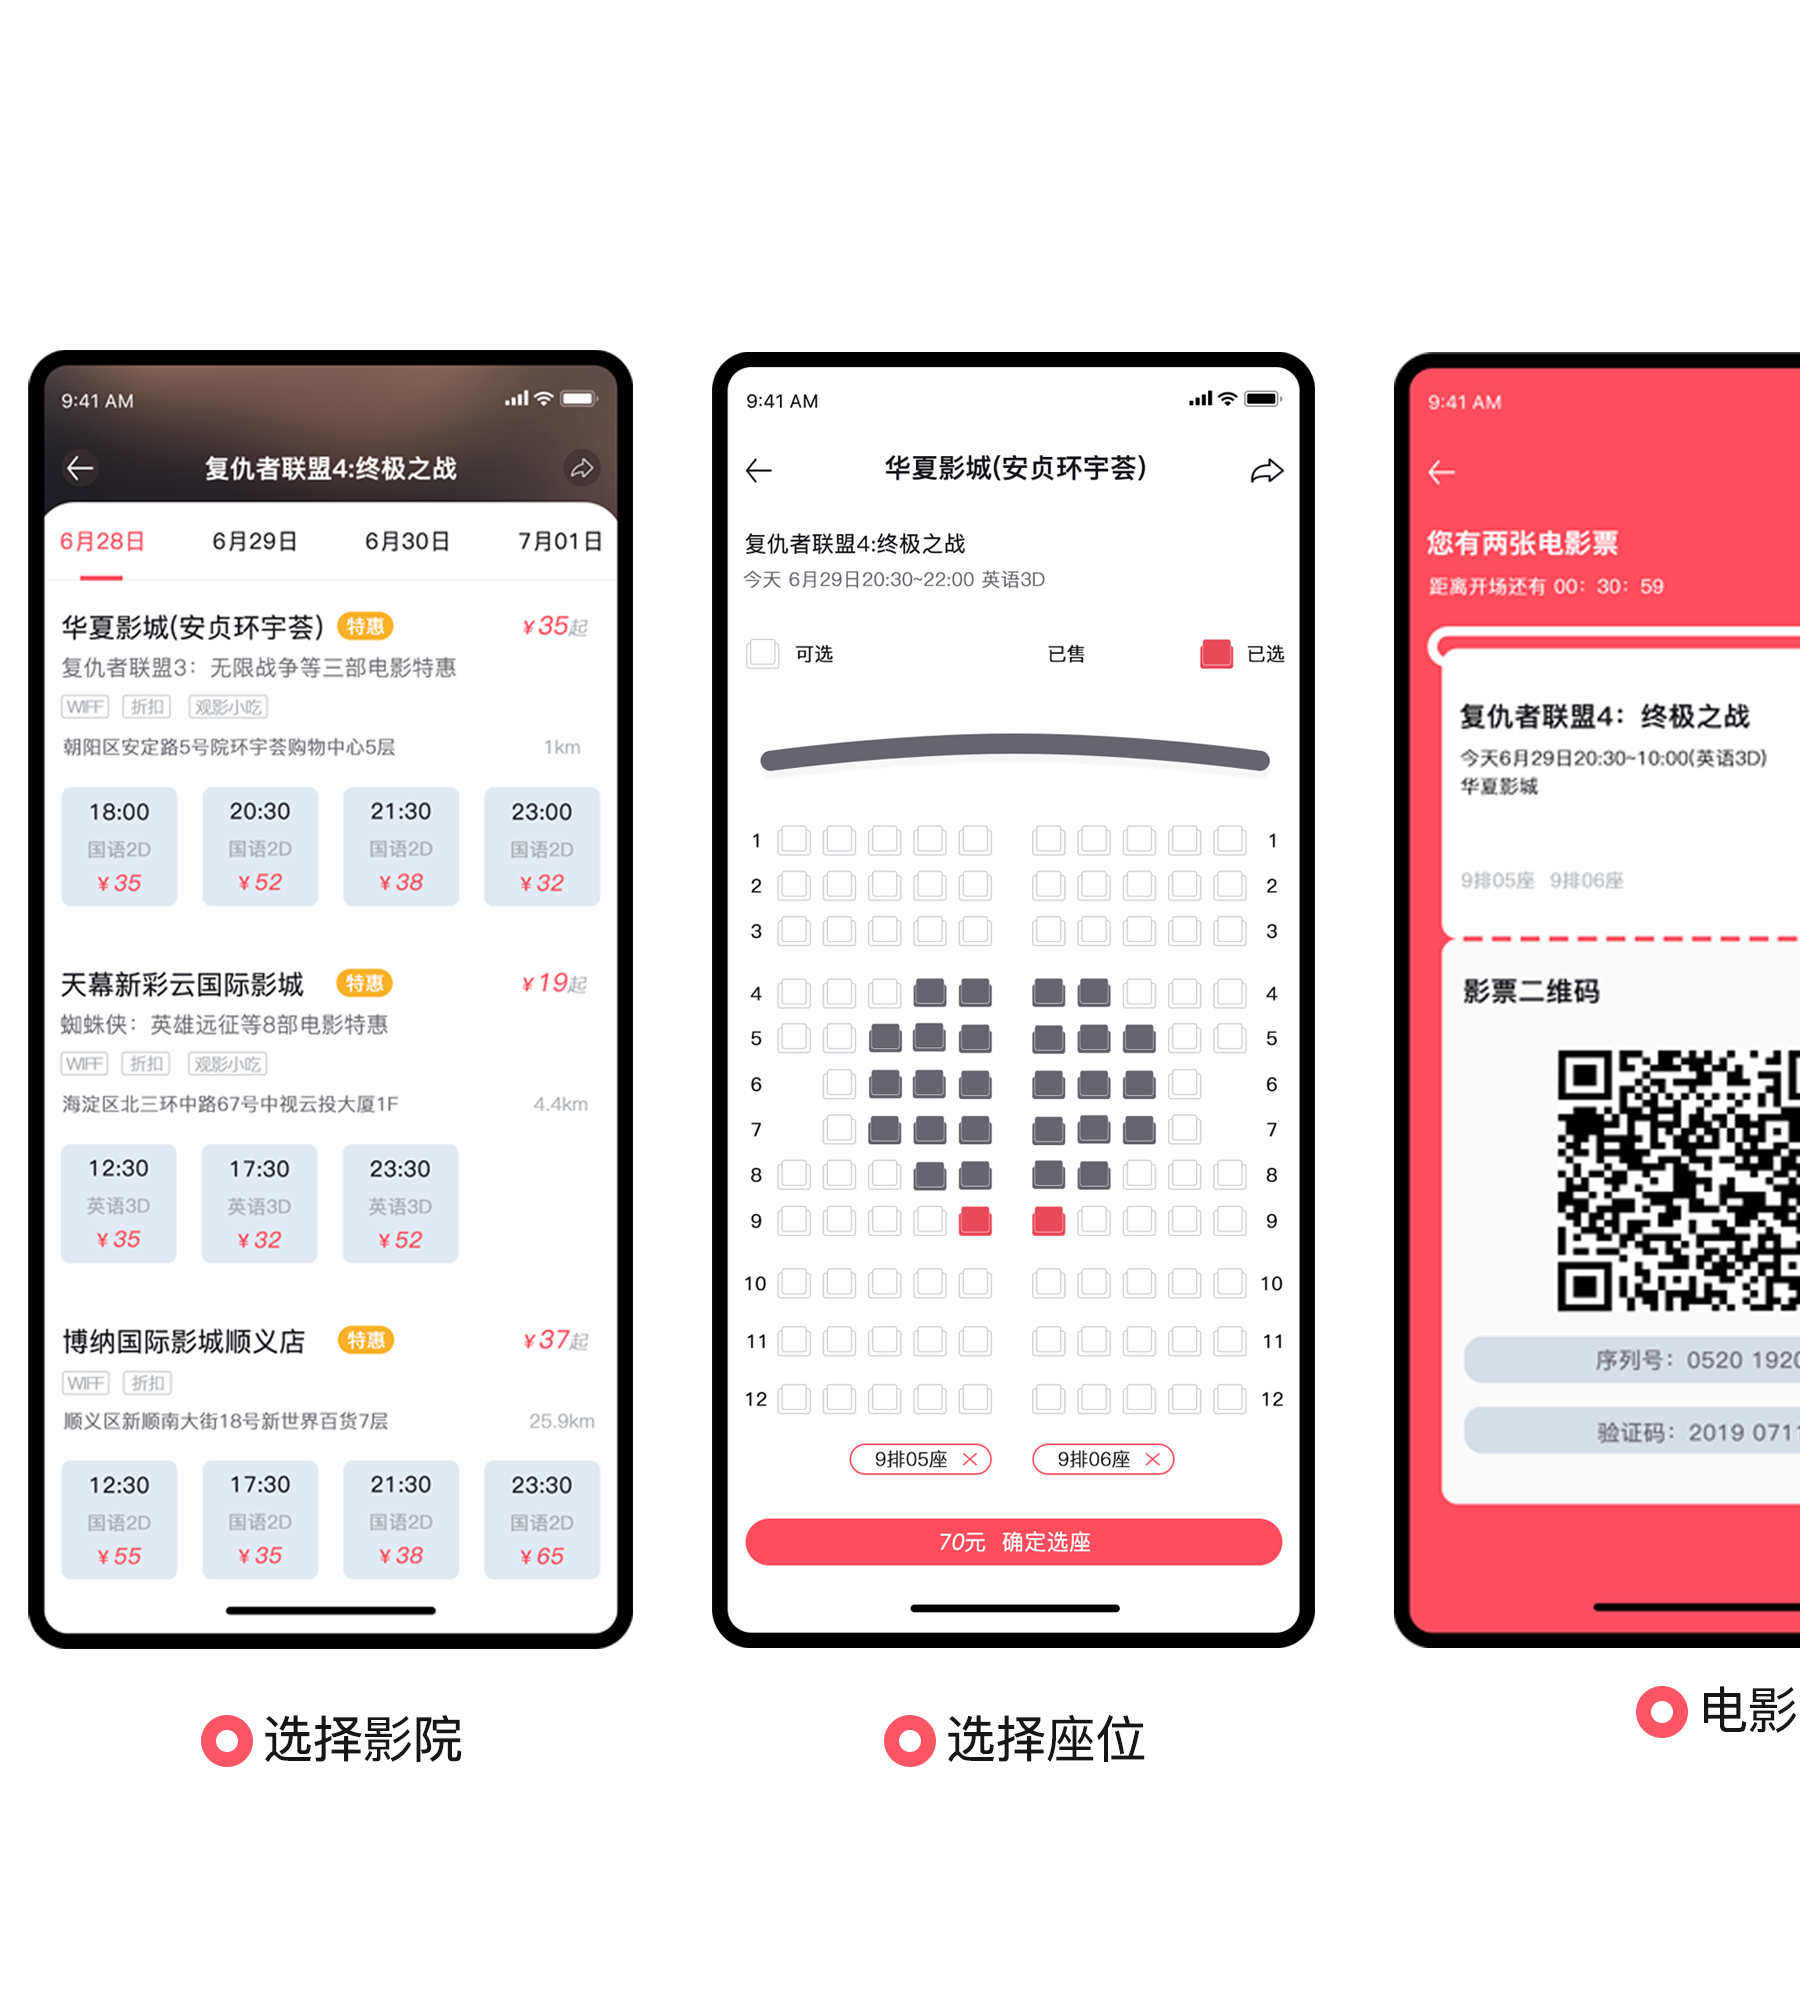 9:41 AM
复仇者联盟4:终极之战
6月28日 6月29日 6月30日 7月01日
华夏影城(安贞环宇荟) 特惠 ¥35起
复仇者联盟3：无限战争等三部电影特惠
WIFF 折扣 观影小吃
朝阳区安定路5号院环宇荟购物中心5层 1km
18:00 20:30 21:30 23:00
国语2D 国语2D 国语2D 国语2D
¥35 ¥52 ¥38 ¥32
天幕新彩云国际影城 特惠 ¥19起
蜘蛛侠：英雄远征等8部电影特惠
WIFF 折扣 观影小吃
海淀区北三环中路67号中视云投大厦1F 4.4km
12:30 17:30 23:30
英语3D 英语3D 英语3D
¥35 ¥32 ¥52
博纳国际影城顺义店 特惠 ¥37起
WIFF 折扣
顺义区新顺南大街18号新世界百货7层 25.9km
12:30 17:30 21:30 23:30
国语2D 国语2D 国语2D 国语2D
¥55 ¥35 ¥38 ¥65
选择影院
9:41 AM
华夏影城(安贞环宇荟)
复仇者联盟4:终极之战
今天 6月29日20:30~22:00 英语3D
可选 已售 已选
1 1
2 2
3 3
4 4
5 5
6 6
7 7
8 8
9 9
10 10
11 11
12 12
9排05座 9排06座
70元 确定选座
选择座位
9:41 AM
您有两张电影票
距离开场还有 00：30：59
复仇者联盟4：终极之战
今天6月29日20:30~10:00(英语3D)
华夏影城
9排05座 9排06座
影票二维码
序列号：0520 1920
验证码：2019 0711
电影